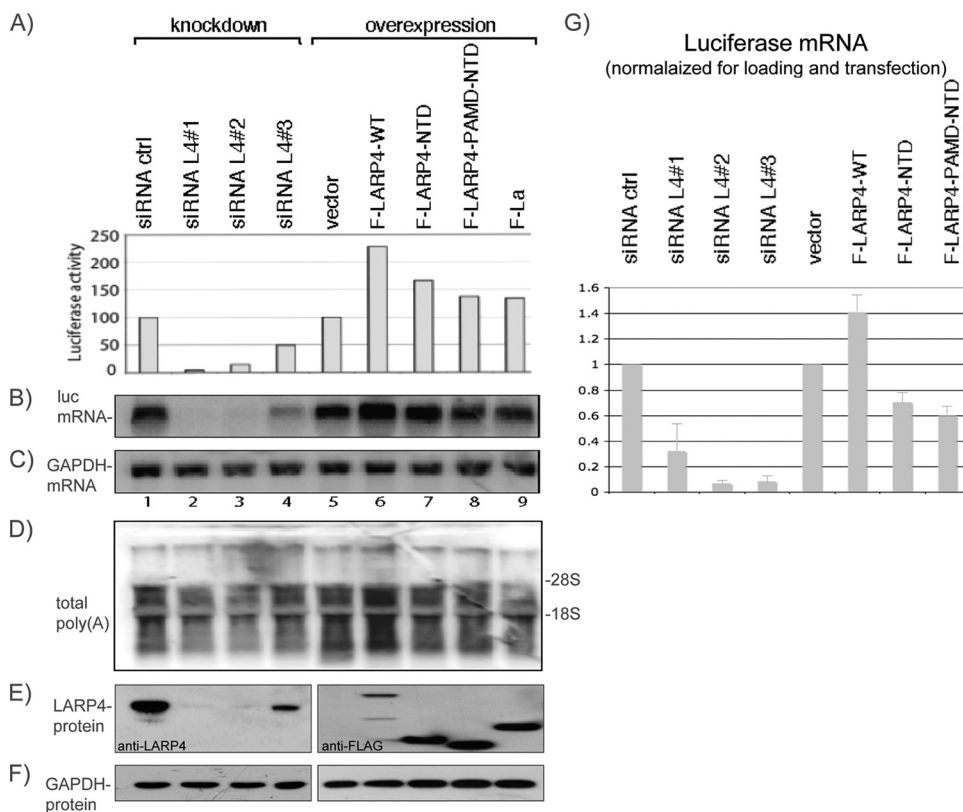 A)
knockdown
overexpression
siRNA ctrl
siRNA L4#1
siRNA L4#2
siRNA L4#3
vector
F-LARP4-WT
F-LARP4-NTD
F-LARP4-PAMD-NTD
F-La
Luciferase activity
250
200
150
100
50
0
B)
luc
mRNA-
C)
GAPDH-
mRNA
1 2 3 4 5 6 7 8 9
D)
total
poly(A)
-28S
-18S
E)
LARP4-
protein
anti-LARP4
anti-FLAG
F)
GAPDH-
protein
G)
Luciferase mRNA
(normalaized for loading and transfection)
siRNA ctrl
siRNA L4#1
siRNA L4#2
siRNA L4#3
vector
F-LARP4-WT
F-LARP4-NTD
F-LARP4-PAMD-NTD
1.6
1.4
1.2
1
0.8
0.6
0.4
0.2
0